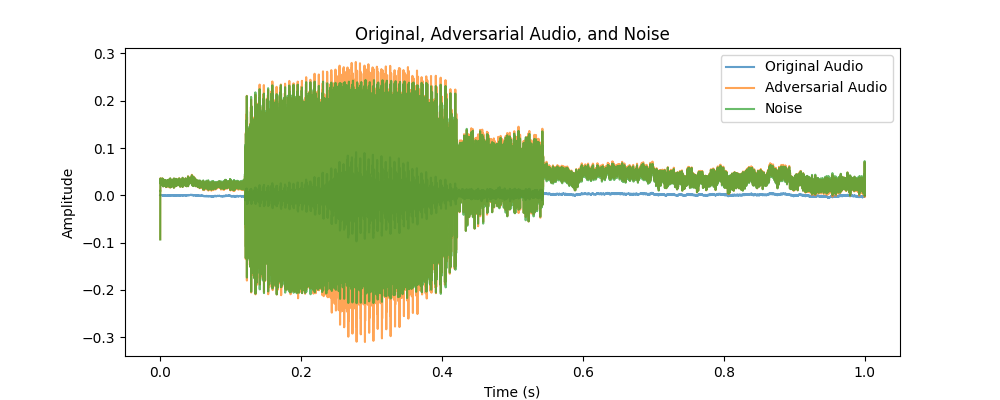 Original, Adversarial Audio, and Noise
Original Audio
Adversarial Audio
Noise
Amplitude
0.3
0.2
0.1
0.0
−0.1
−0.2
−0.3
0.0 0.2 0.4 0.6 0.8 1.0
Time (s)